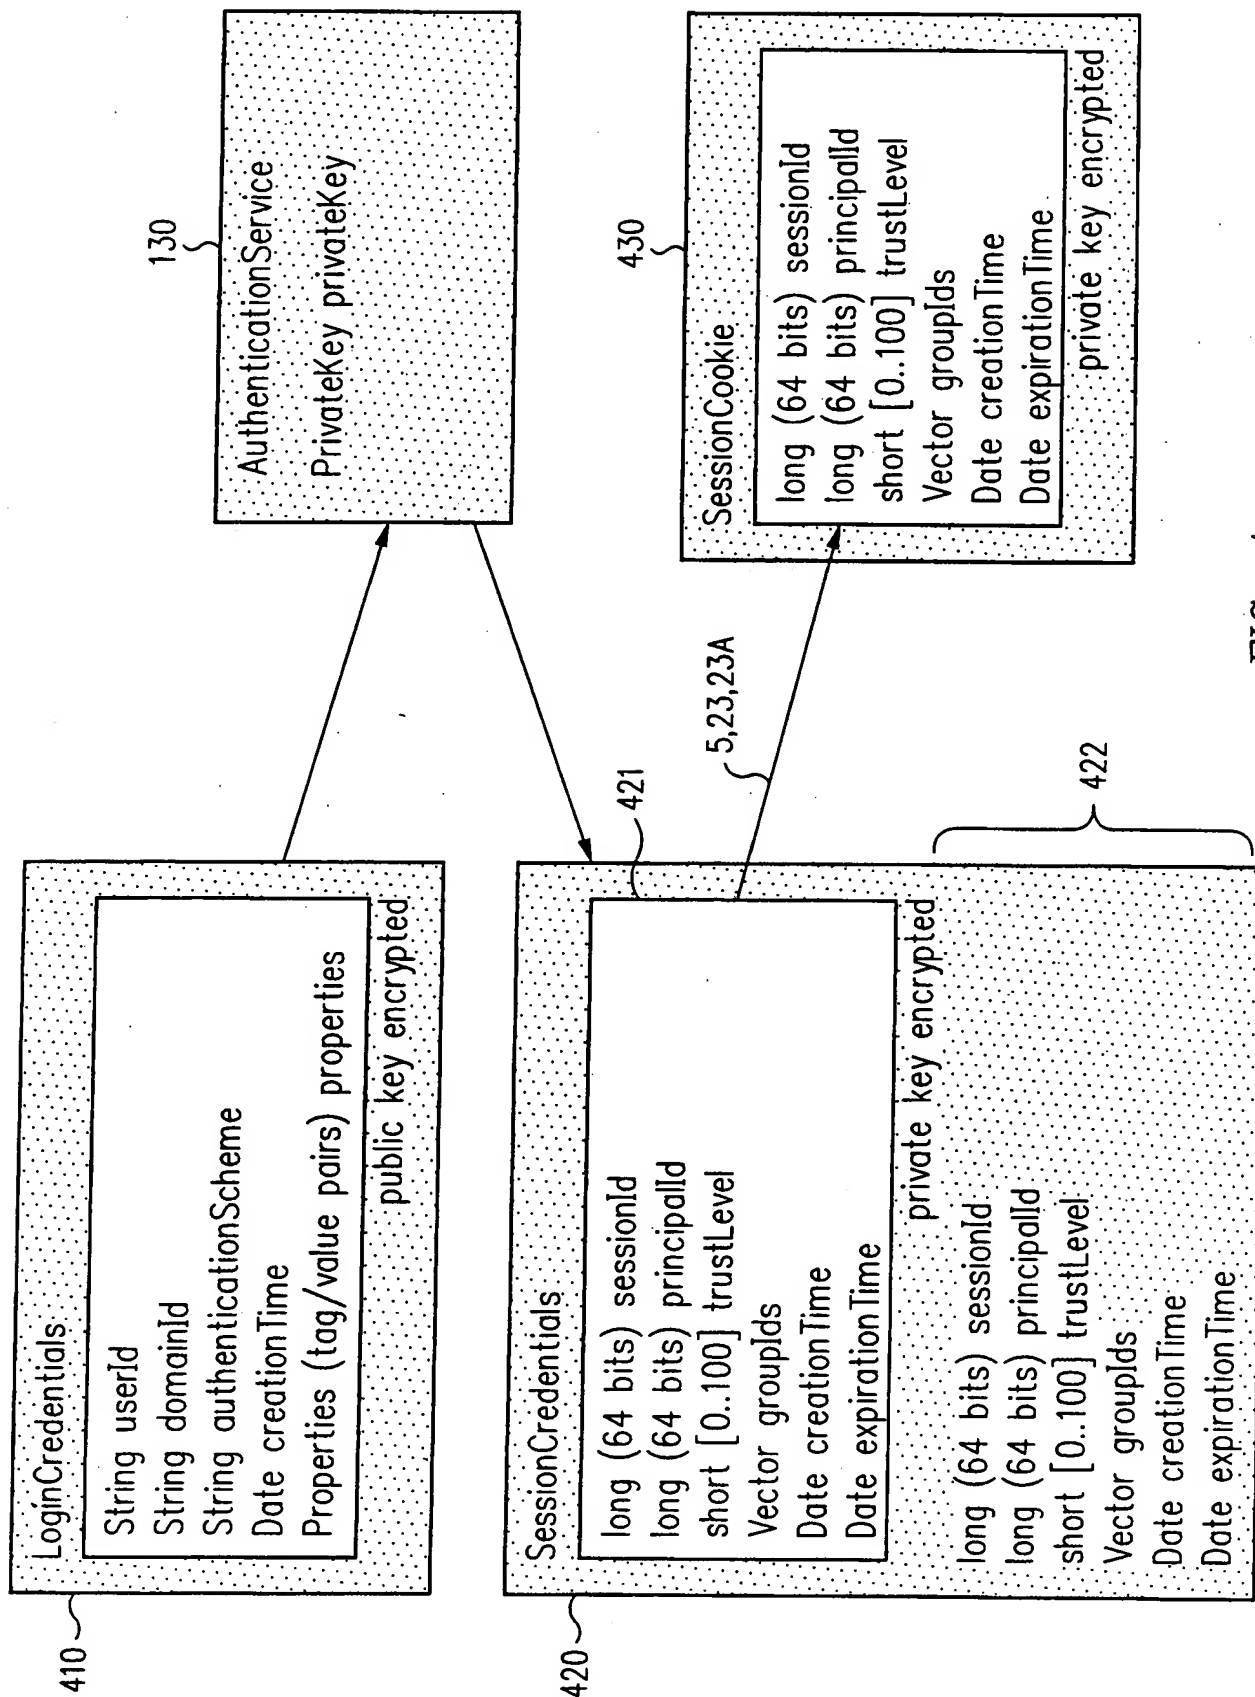 410
LoginCredentials
String userId
String domainId
String authenticationScheme
Date creationTime
Properties (tag/value pairs) properties
public key encrypted
130
AuthenticationService
PrivateKey privateKey
420
SessionCredentials
421
long (64 bits) sessionId
long (64 bits) principalId
short [0..100] trustLevel
Vector groupIds
Date creationTime
Date expirationTime
private key encrypted
long (64 bits) sessionId
long (64 bits) principalId
short [0..100] trustLevel
Vector groupIds
Date creationTime
Date expirationTime
422
5,23,23A
430
SessionCookie
long (64 bits) sessionId
long (64 bits) principalId
short [0..100] trustLevel
Vector groupIds
Date creationTime
Date expirationTime
private key encrypted